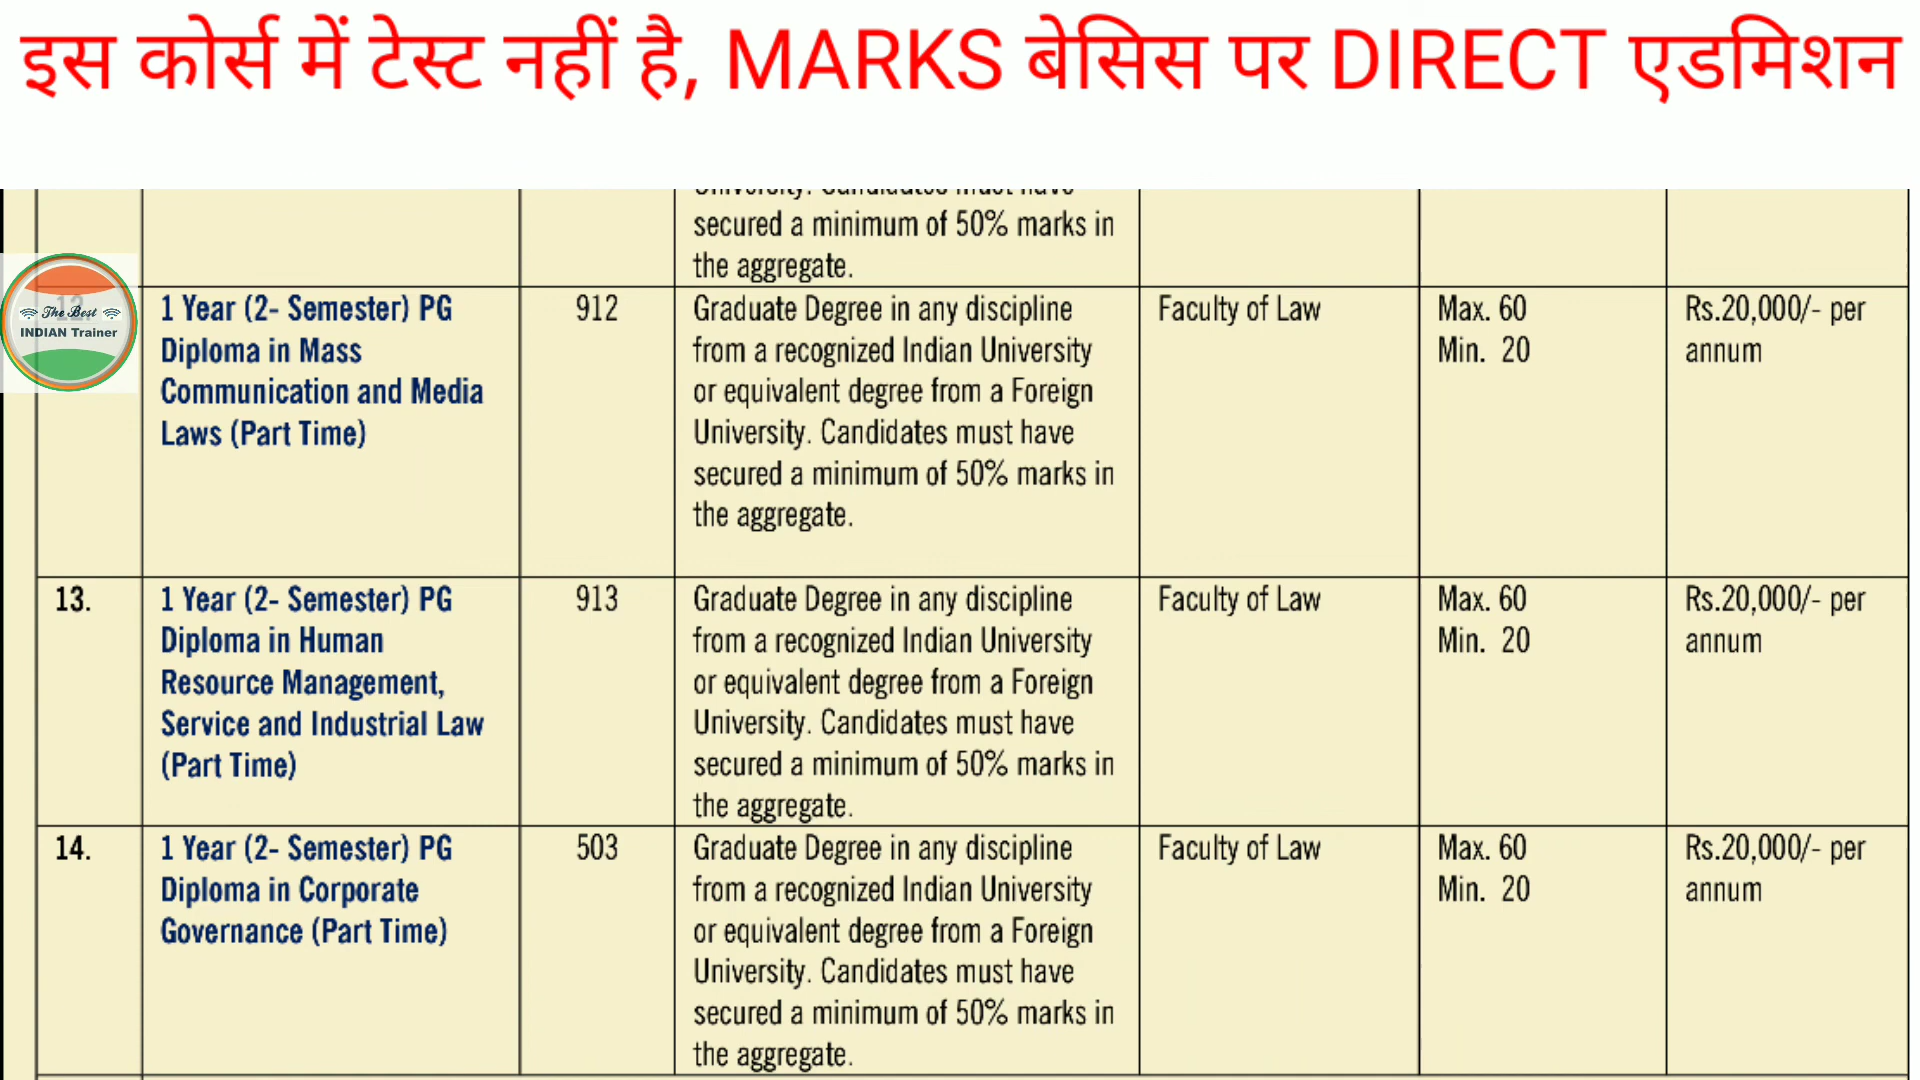 इस कोर्स में टेस्ट नहीं है, MARKS बेसिस पर DIRECT एडमिशन
University. Candidates must have
secured a minimum of 50% marks in
the aggregate.
The Best
INDIAN Trainer
12.
1 Year (2- Semester) PG
Diploma in Mass
Communication and Media
Laws (Part Time)
912
Graduate Degree in any discipline
from a recognized Indian University
or equivalent degree from a Foreign
University. Candidates must have
secured a minimum of 50% marks in
the aggregate.
Faculty of Law
Max. 60
Min. 20
Rs.20,000/- per
annum
13.
1 Year (2- Semester) PG
Diploma in Human
Resource Management,
Service and Industrial Law
(Part Time)
913
Graduate Degree in any discipline
from a recognized Indian University
or equivalent degree from a Foreign
University. Candidates must have
secured a minimum of 50% marks in
the aggregate.
Faculty of Law
Max. 60
Min. 20
Rs.20,000/- per
annum
14.
1 Year (2- Semester) PG
Diploma in Corporate
Governance (Part Time)
503
Graduate Degree in any discipline
from a recognized Indian University
or equivalent degree from a Foreign
University. Candidates must have
secured a minimum of 50% marks in
the aggregate.
Faculty of Law
Max. 60
Min. 20
Rs.20,000/- per
annum